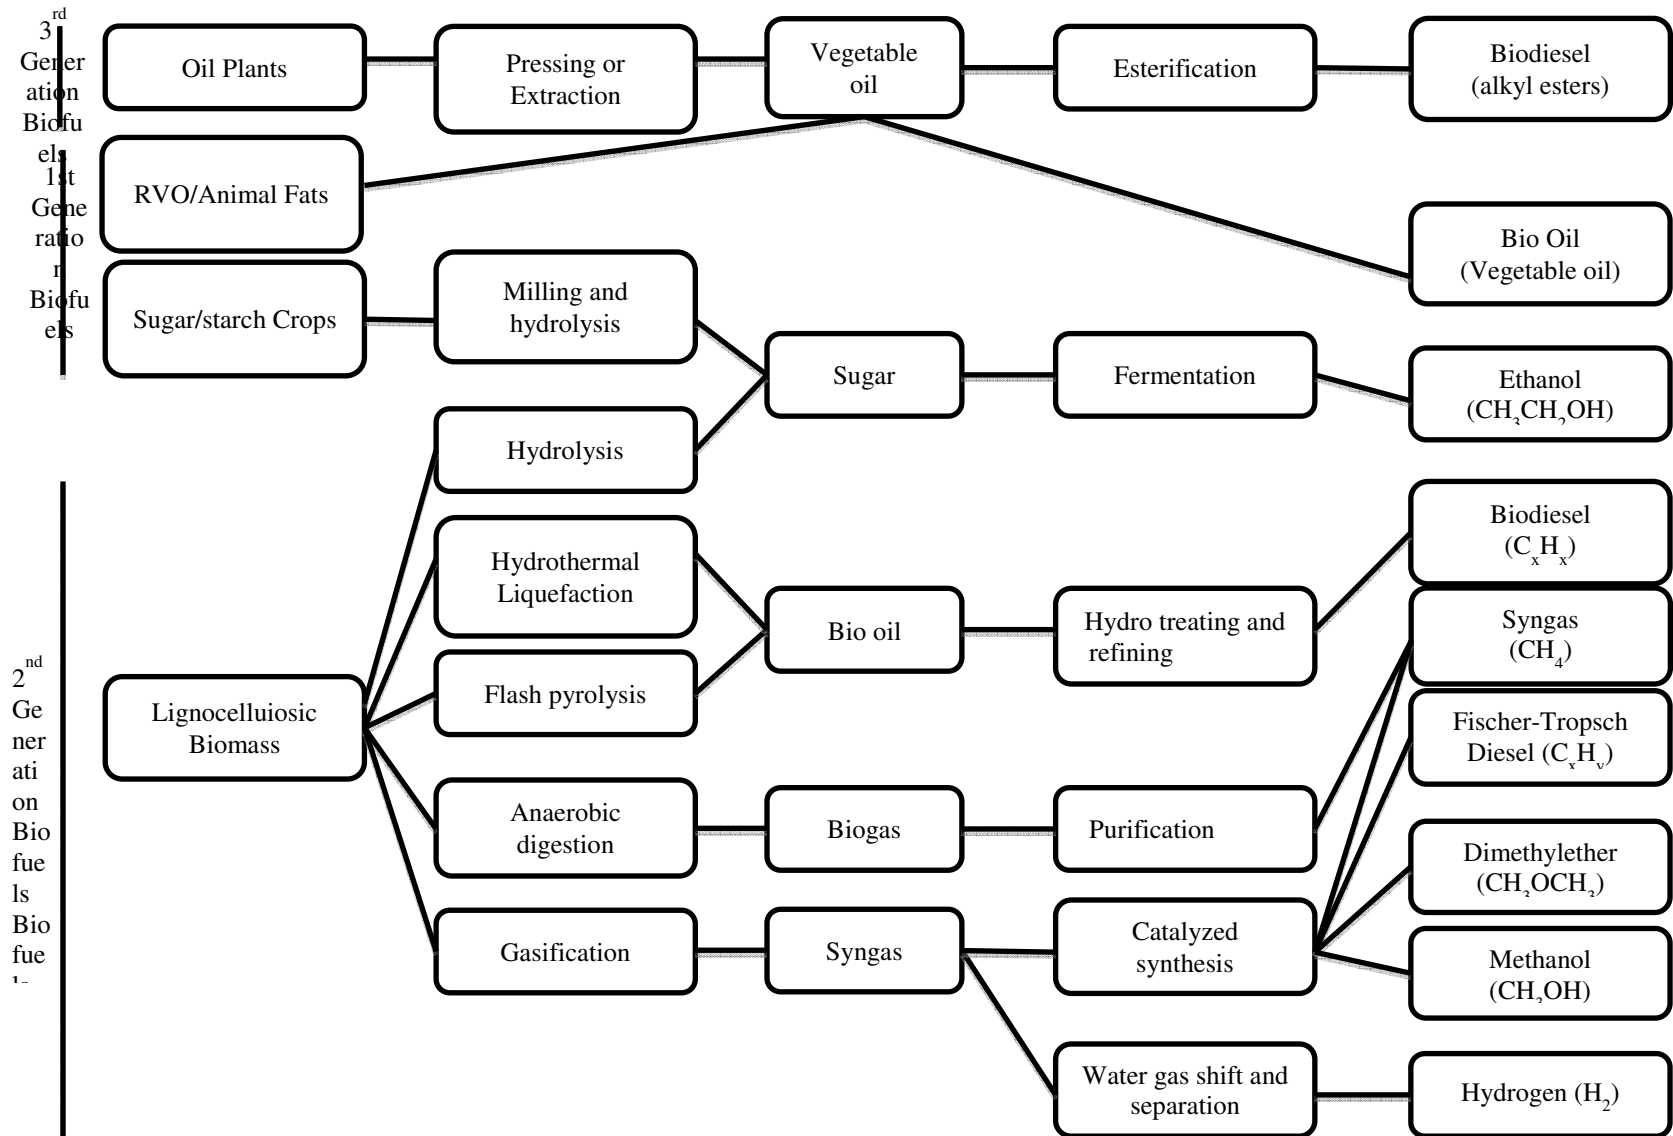 3rd
Gener
ation
Biofu
els
1st
Gene
ratio
n
Biofu
els
2nd
Ge
ner
ati
on
Bio
fue
ls
Bio
fue
Oil Plants
Pressing or
Extraction
Vegetable
oil
Esterification
Biodiesel
(alkyl esters)
RVO/Animal Fats
Bio Oil
(Vegetable oil)
Sugar/starch Crops
Milling and
hydrolysis
Sugar
Fermentation
Ethanol
(CH₃CH₂OH)
Hydrolysis
Hydrothermal
Liquefaction
Flash pyrolysis
Bio oil
Hydro treating and
refining
Biodiesel
(CₓHₓ)
Syngas
(CH₄)
Fischer-Tropsch
Diesel (CₓHᵧ)
Lignocelluiosic
Biomass
Anaerobic
digestion
Biogas
Purification
Dimethylether
(CH₃OCH₃)
Gasification
Syngas
Catalyzed
synthesis
Methanol
(CH₃OH)
Water gas shift and
separation
Hydrogen (H₂)